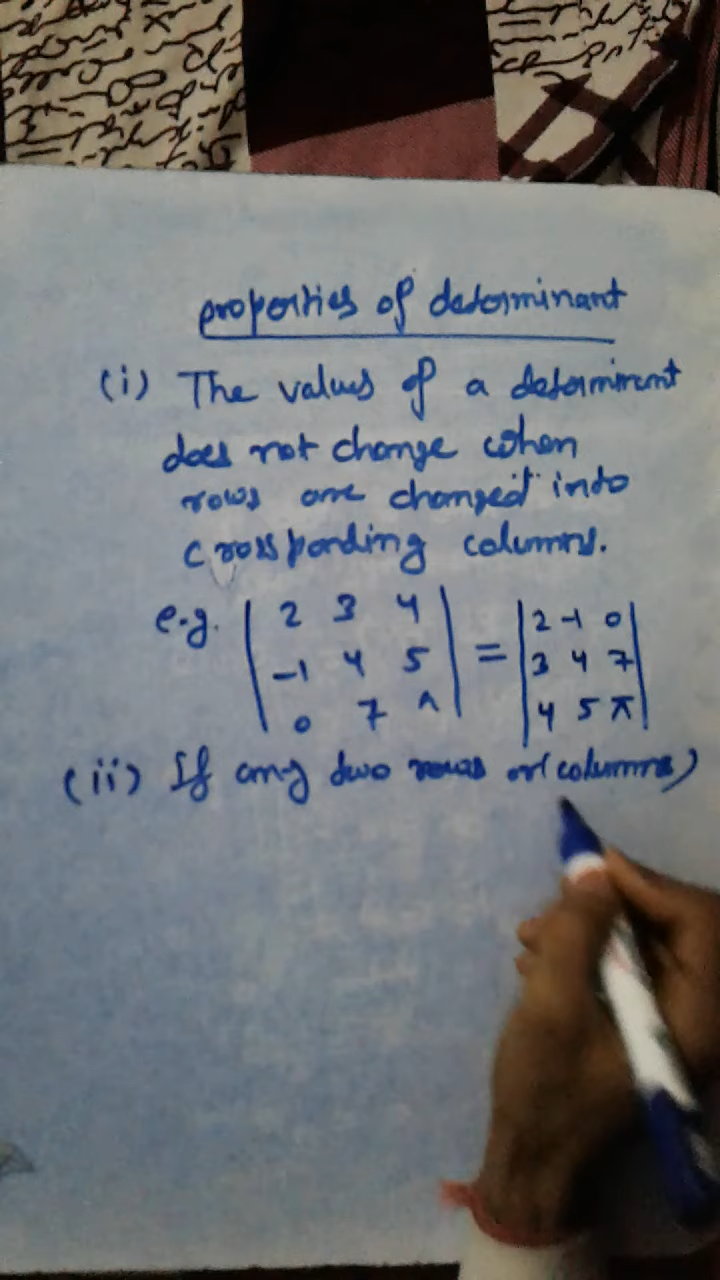 properties of determinant
(i) The values of a determinant
does not change when
rows are changed into
crossponding columns.
e.g. | 2 3 4 | = | 2 -1 0 |
| -1 4 5 | | 3 4 7 |
| 0 7 π | | 4 5 π |
(ii) If any two rows or (columns)